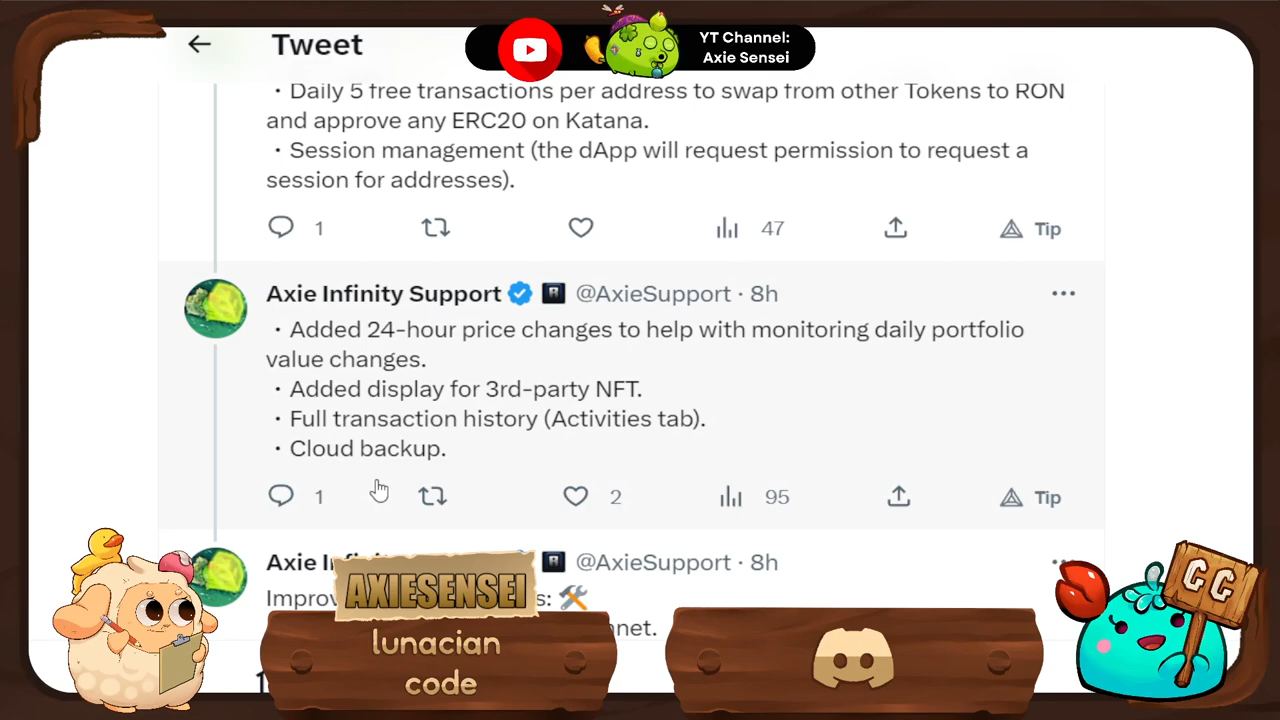 Tweet
YT Channel:
Axie Sensei
· Daily 5 free transactions per address to swap from other Tokens to RON
and approve any ERC20 on Katana.
· Session management (the dApp will request permission to request a
session for addresses).
1 47 Tip
Axie Infinity Support @AxieSupport · 8h
· Added 24-hour price changes to help with monitoring daily portfolio
value changes.
· Added display for 3rd-party NFT.
· Full transaction history (Activities tab).
· Cloud backup.
1 2 95 Tip
Axie @AxieSupport · 8h
AXIESENSEI
lunacian
code
GG